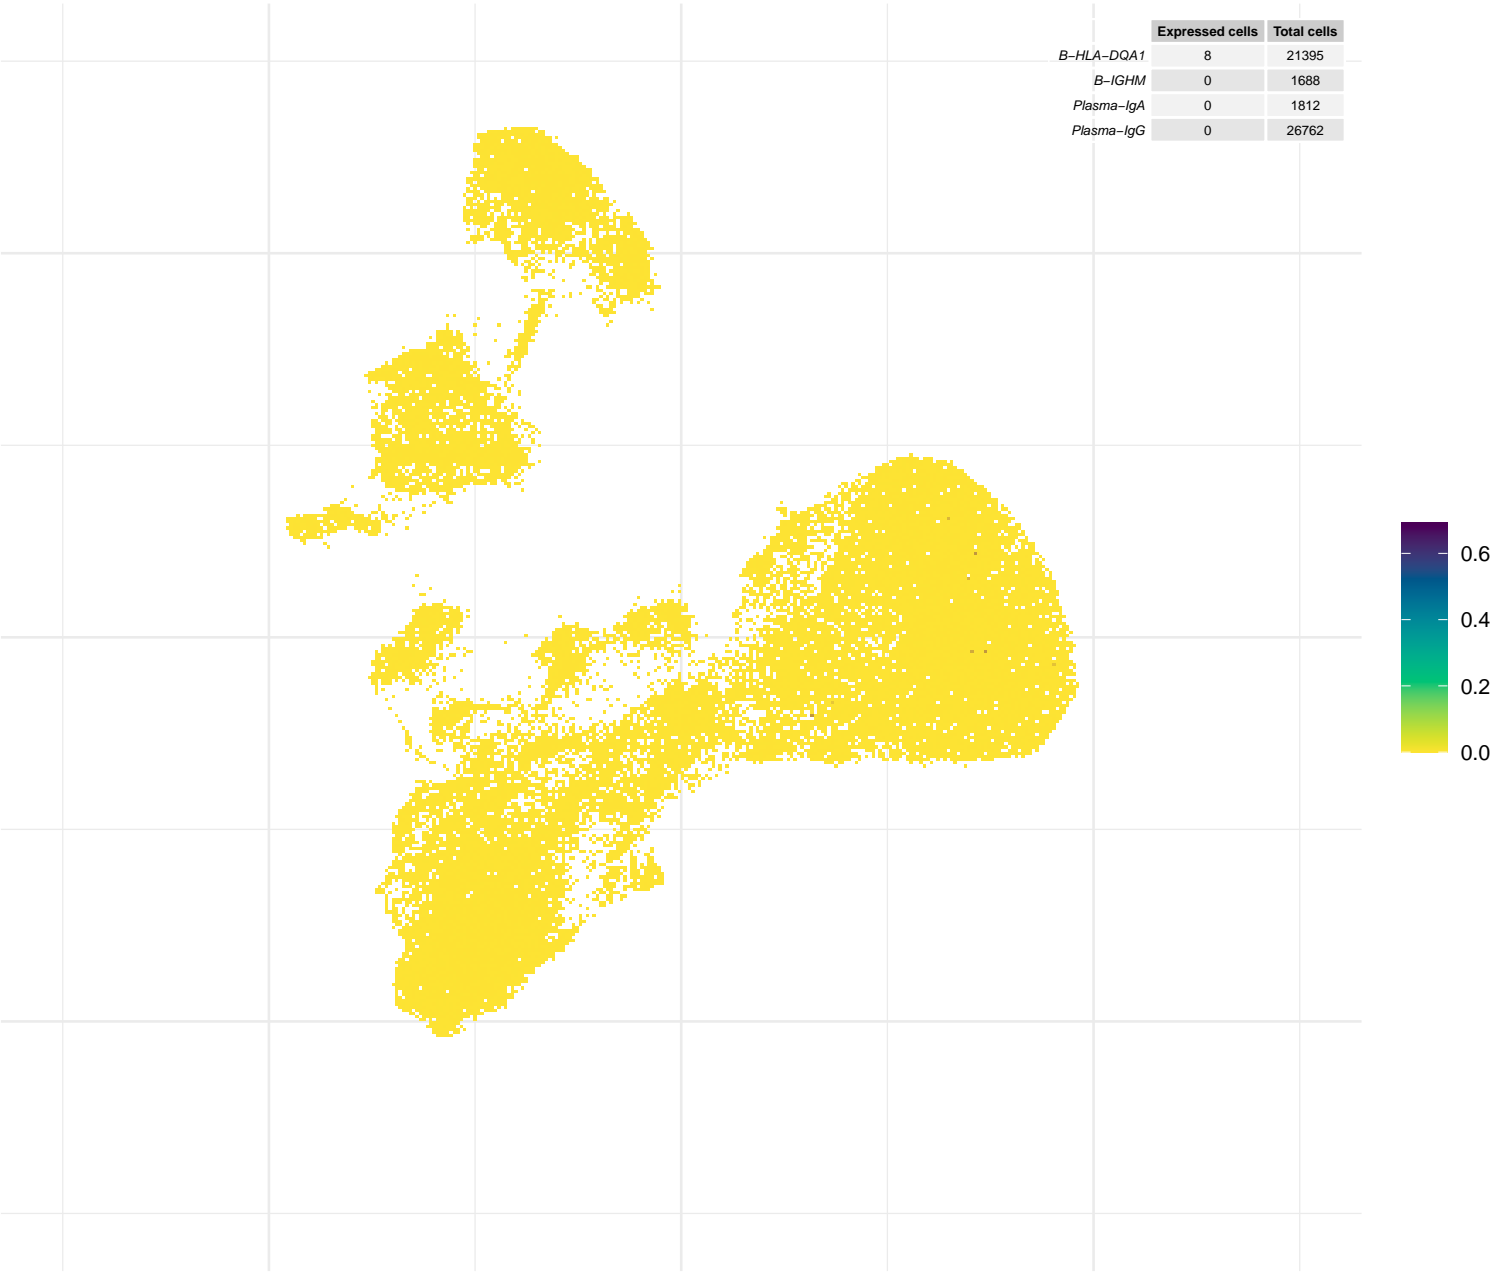 Expressed cells Total cells
B−HLA−DQA1 8 21395
B−IGHM 0 1688
Plasma−IgA 0 1812
Plasma−IgG 0 26762
0.6
0.4
0.2
0.0